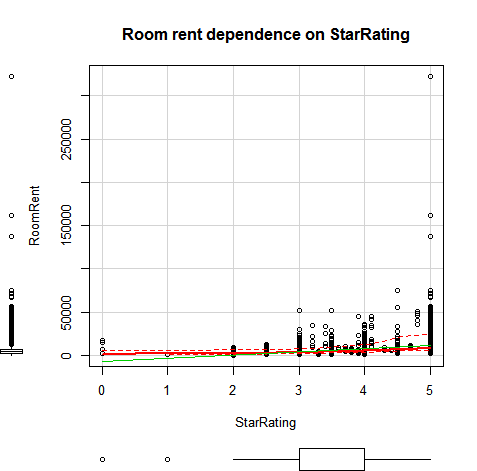 Room rent dependence on StarRating
250000
150000
50000
0
RoomRent
0 1 2 3 4 5
StarRating